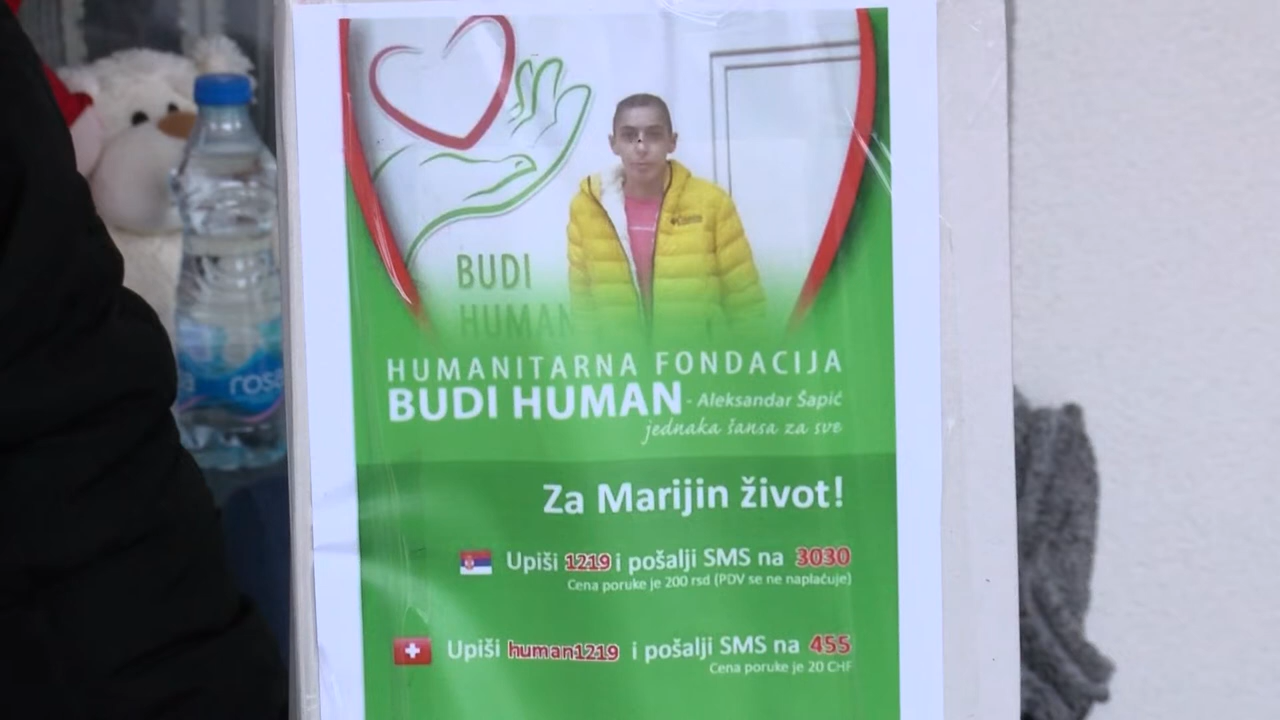 BUDI
HUMAN
HUMANITARNA FONDACIJA
BUDI HUMAN - Aleksandar Šapić
jednaka šansa za sve
Za Marijin život!
Upiši 1219 i pošalji SMS na 3030
Cena poruke je 200 rsd (PDV se ne naplaćuje)
Upiši human1219 i pošalji SMS na 455
Cena poruke je 20 CHF
rosa